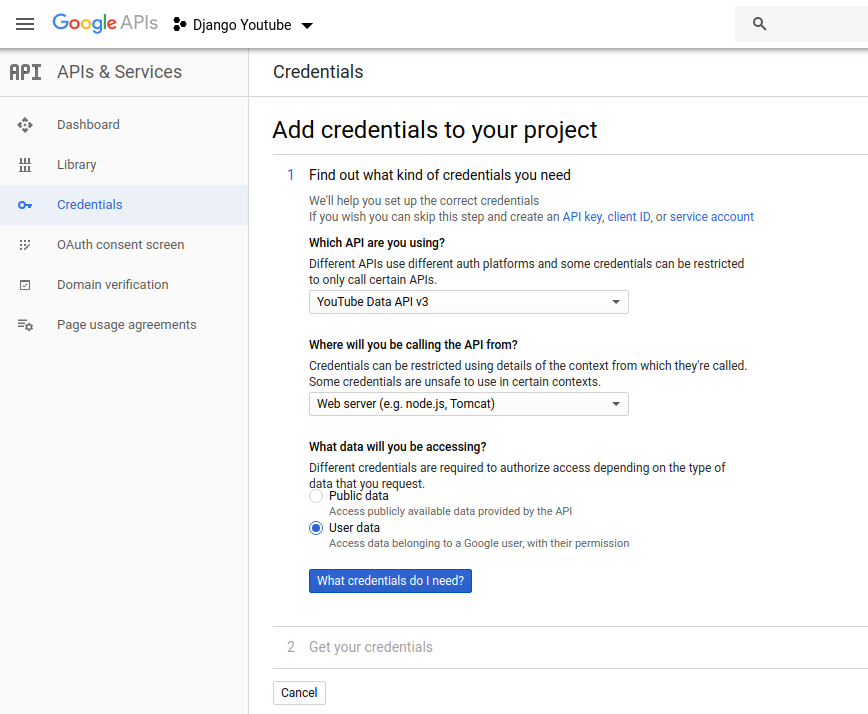 Google APIs
Django Youtube
API APIs & Services
Credentials
Dashboard
Library
Credentials
OAuth consent screen
Domain verification
Page usage agreements
Add credentials to your project
1 Find out what kind of credentials you need
We'll help you set up the correct credentials
If you wish you can skip this step and create an API key, client ID, or service account
Which API are you using?
Different APIs use different auth platforms and some credentials can be restricted
to only call certain APIs.
YouTube Data API v3
Where will you be calling the API from?
Credentials can be restricted using details of the context from which they're called.
Some credentials are unsafe to use in certain contexts.
Web server (e.g. node.js, Tomcat)
What data will you be accessing?
Different credentials are required to authorize access depending on the type of
data that you request.
Public data
Access publicly available data provided by the API
User data
Access data belonging to a Google user, with their permission
What credentials do I need?
2 Get your credentials
Cancel